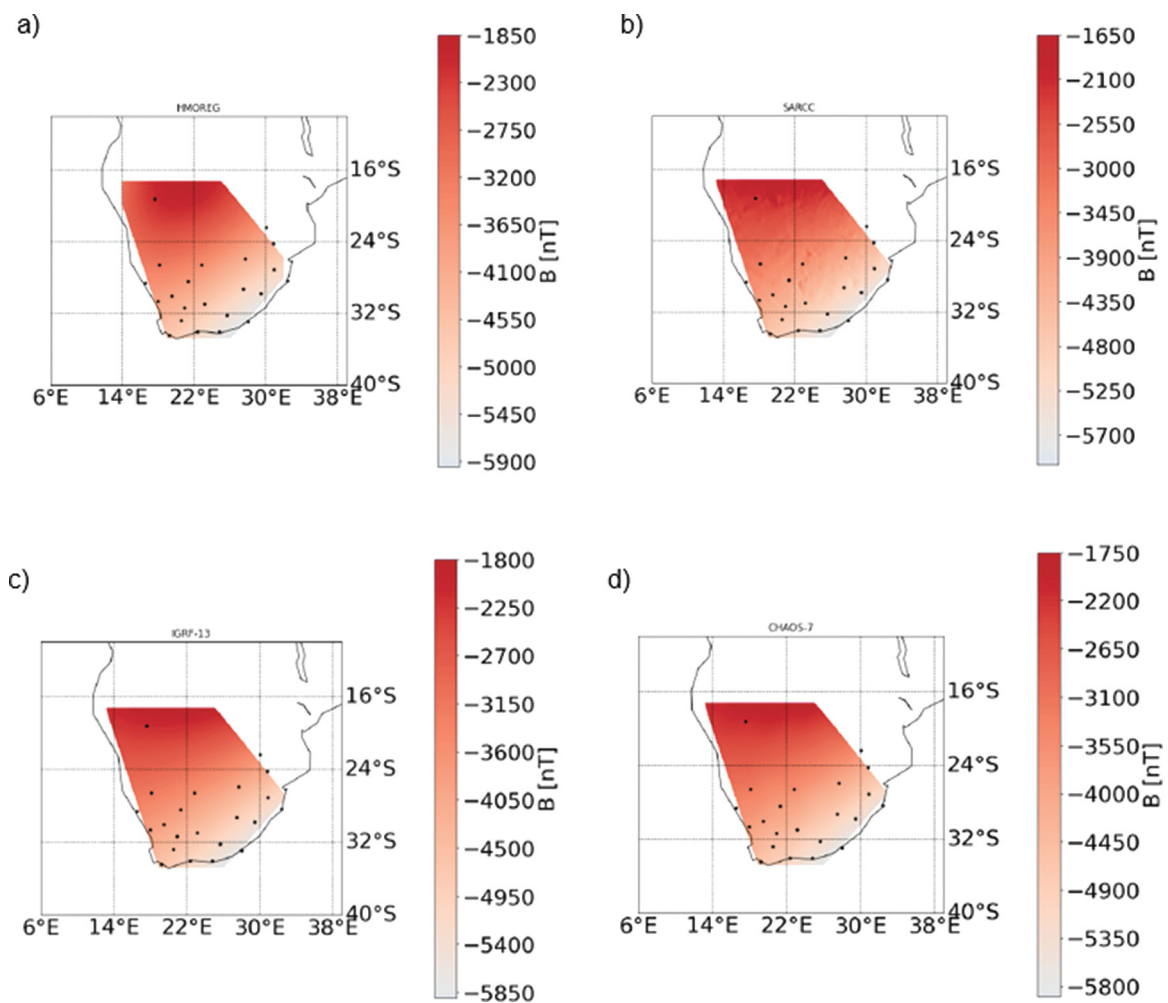 a)
HMOREG
16°S
24°S
32°S
40°S
6°E 14°E 22°E 30°E 38°E
−1850
−2300
−2750
−3200
−3650
−4100
−4550
−5000
−5450
−5900
B [nT]
b)
SARCC
16°S
24°S
32°S
40°S
6°E 14°E 22°E 30°E 38°E
−1650
−2100
−2550
−3000
−3450
−3900
−4350
−4800
−5250
−5700
B [nT]
c)
IGRF-13
16°S
24°S
32°S
40°S
6°E 14°E 22°E 30°E 38°E
−1800
−2250
−2700
−3150
−3600
−4050
−4500
−4950
−5400
−5850
B [nT]
d)
CHAOS-7
16°S
24°S
32°S
40°S
6°E 14°E 22°E 30°E 38°E
−1750
−2200
−2650
−3100
−3550
−4000
−4450
−4900
−5350
−5800
B [nT]